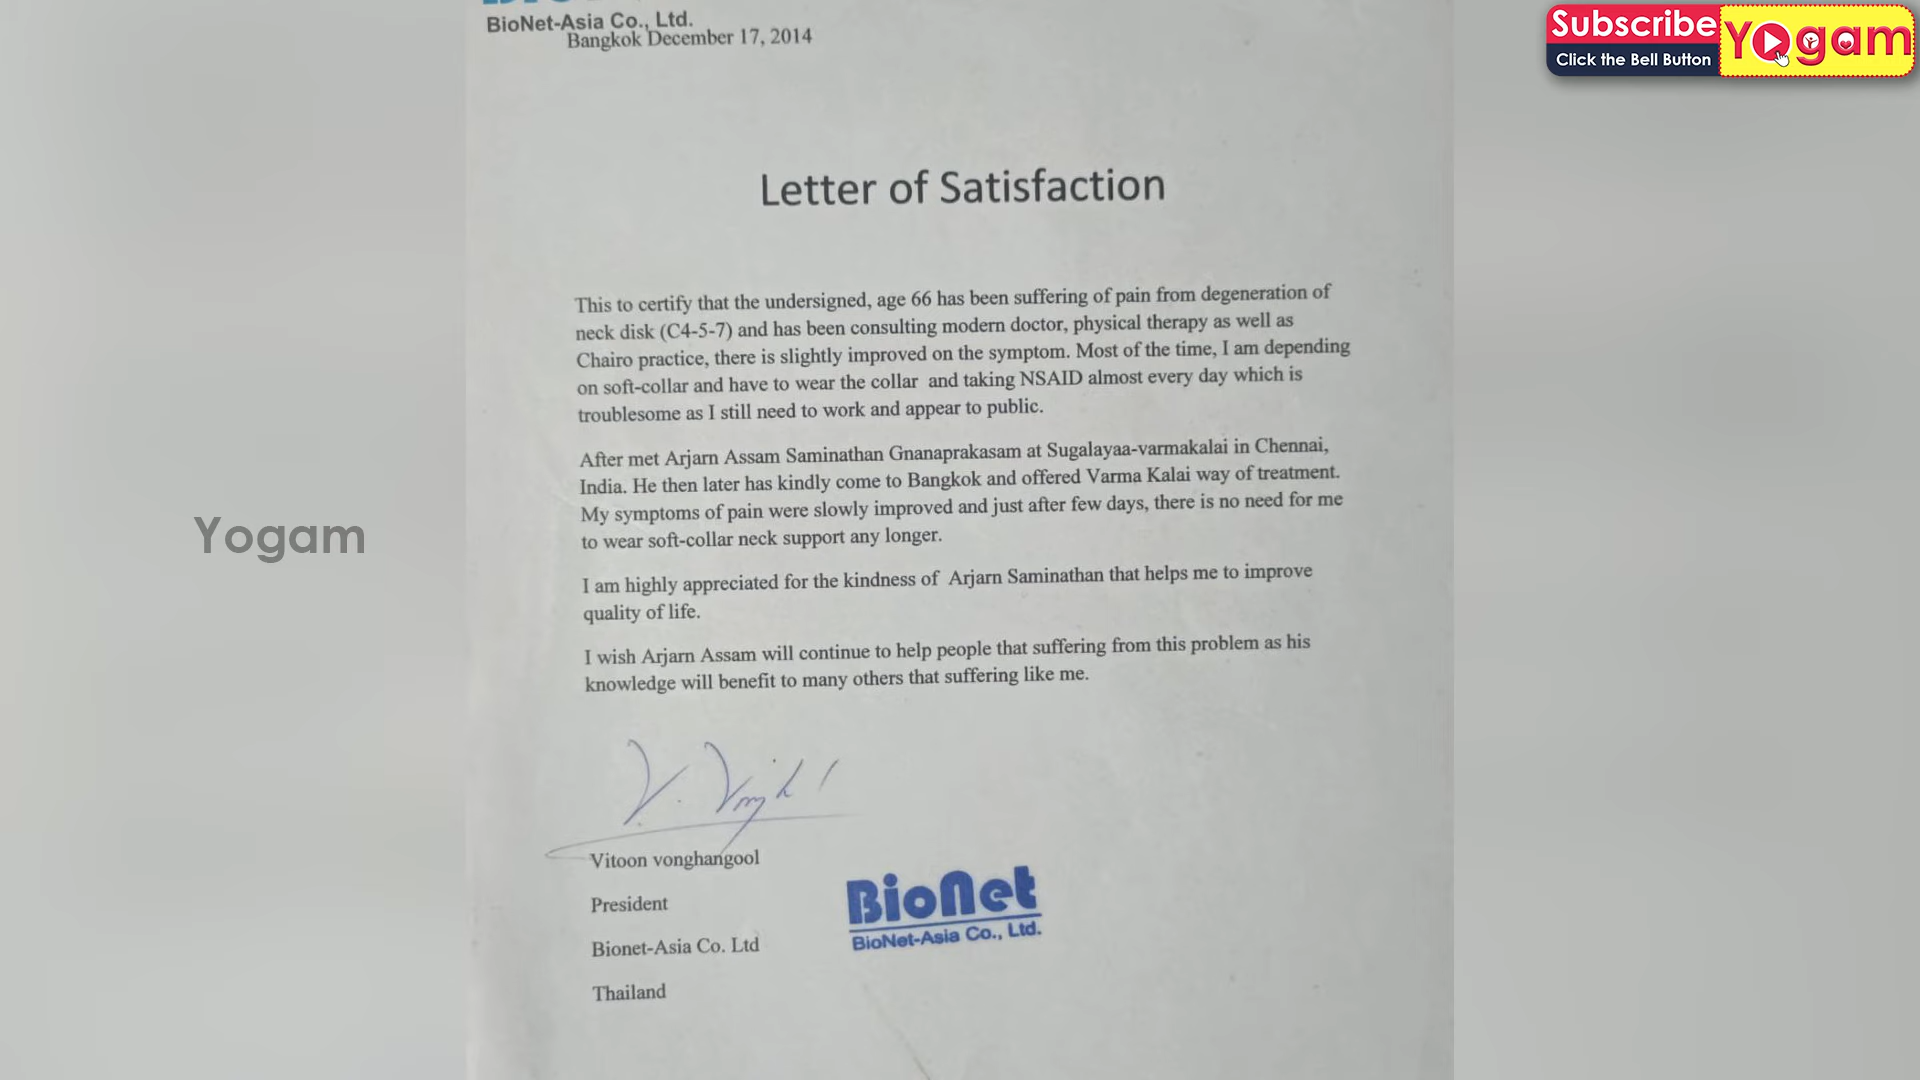 BioNet-Asia Co., Ltd.
Bangkok December 17, 2014
Subscribe
Click the Bell Button
Yogam
Letter of Satisfaction
This to certify that the undersigned, age 66 has been suffering of pain from degeneration of
neck disk (C4-5-7) and has been consulting modern doctor, physical therapy as well as
Chairo practice, there is slightly improved on the symptom. Most of the time, I am depending
on soft-collar and have to wear the collar and taking NSAID almost every day which is
troublesome as I still need to work and appear to public.
After met Arjarn Assam Saminathan Gnanaprakasam at Sugalayaa-varmakalai in Chennai,
India. He then later has kindly come to Bangkok and offered Varma Kalai way of treatment.
My symptoms of pain were slowly improved and just after few days, there is no need for me
to wear soft-collar neck support any longer.
Yogam
I am highly appreciated for the kindness of Arjarn Saminathan that helps me to improve
quality of life.
I wish Arjarn Assam will continue to help people that suffering from this problem as his
knowledge will benefit to many others that suffering like me.
Vitoon vonghangool
President
Bionet-Asia Co. Ltd
Thailand
BioNet
BioNet-Asia Co., Ltd.